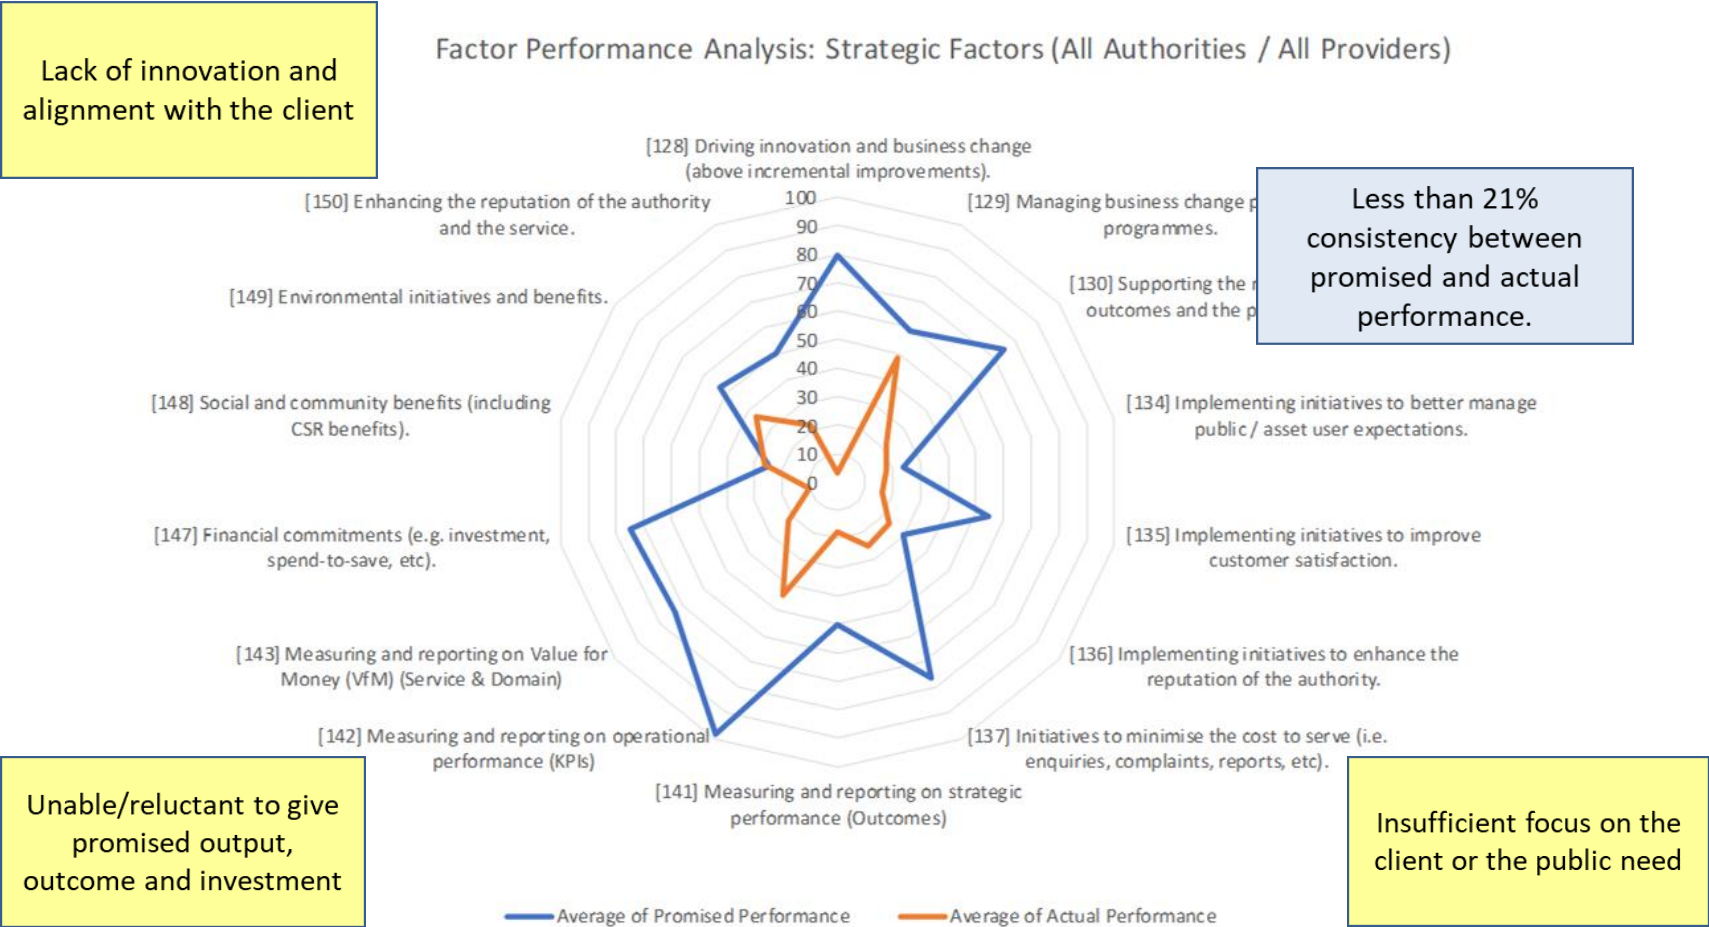 Lack of innovation and
alignment with the client
Factor Performance Analysis: Strategic Factors (All Authorities / All Providers)
[128] Driving innovation and business change
(above incremental improvements).
[129] Managing business change
programmes.
[130] Supporting the
outcomes and the
Less than 21%
consistency between
promised and actual
performance.
[134] Implementing initiatives to better manage
public / asset user expectations.
[135] Implementing initiatives to improve
customer satisfaction.
[136] Implementing initiatives to enhance the
reputation of the authority.
[137] Initiatives to minimise the cost to serve (i.e.
enquiries, complaints, reports, etc).
[141] Measuring and reporting on strategic
performance (Outcomes)
[142] Measuring and reporting on operational
performance (KPIs)
[143] Measuring and reporting on Value for
Money (VfM) (Service & Domain)
[147] Financial commitments (e.g. investment,
spend-to-save, etc).
[148] Social and community benefits (including
CSR benefits).
[149] Environmental initiatives and benefits.
[150] Enhancing the reputation of the authority
and the service.
100
90
80
70
60
50
40
30
20
10
0
Unable/reluctant to give
promised output,
outcome and investment
Insufficient focus on the
client or the public need
Average of Promised Performance
Average of Actual Performance